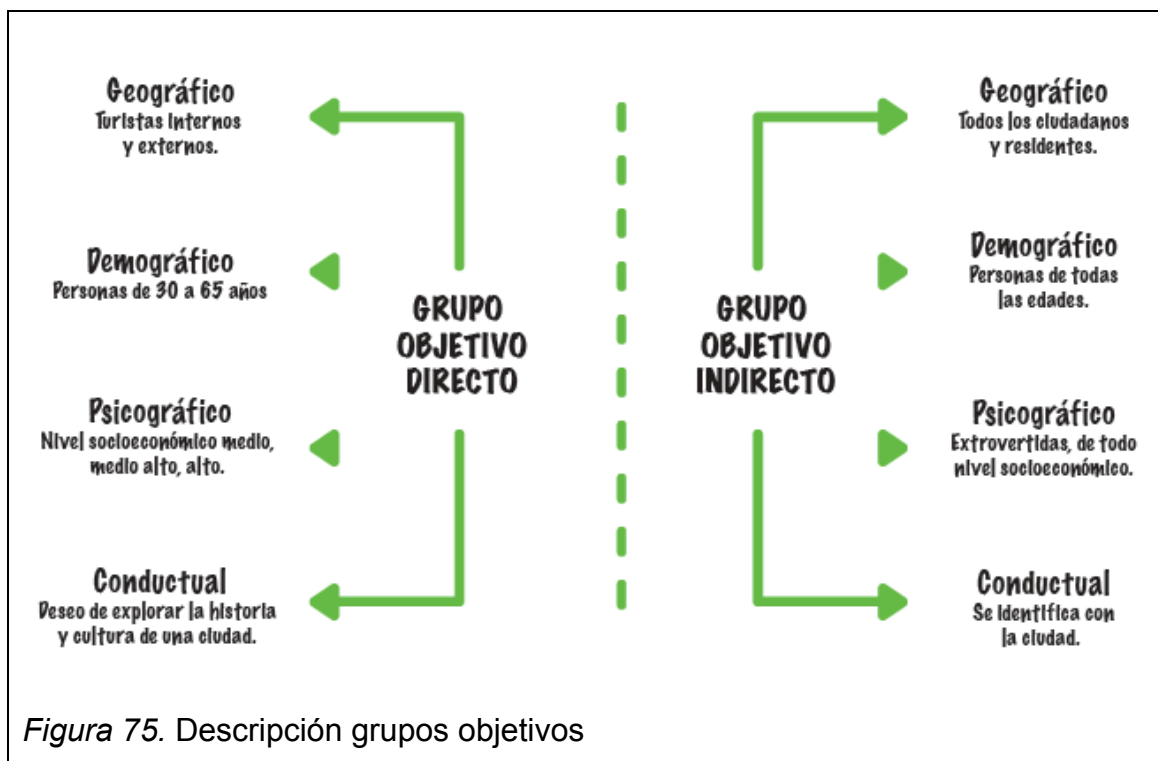 Geográfico
Turistas internos
y externos.
Demográfico
Personas de 30 a 65 años
Psicográfico
Nivel socioeconómico medio,
medio alto, alto.
Conductual
Deseo de explorar la historia
y cultura de una ciudad.
GRUPO
OBJETIVO
DIRECTO
GRUPO
OBJETIVO
INDIRECTO
Geográfico
Todos los ciudadanos
y residentes.
Demográfico
Personas de todas
las edades.
Psicográfico
Extrovertidas, de todo
nivel socioeconómico.
Conductual
Se identifica con
la ciudad.
Figura 75. Descripción grupos objetivos